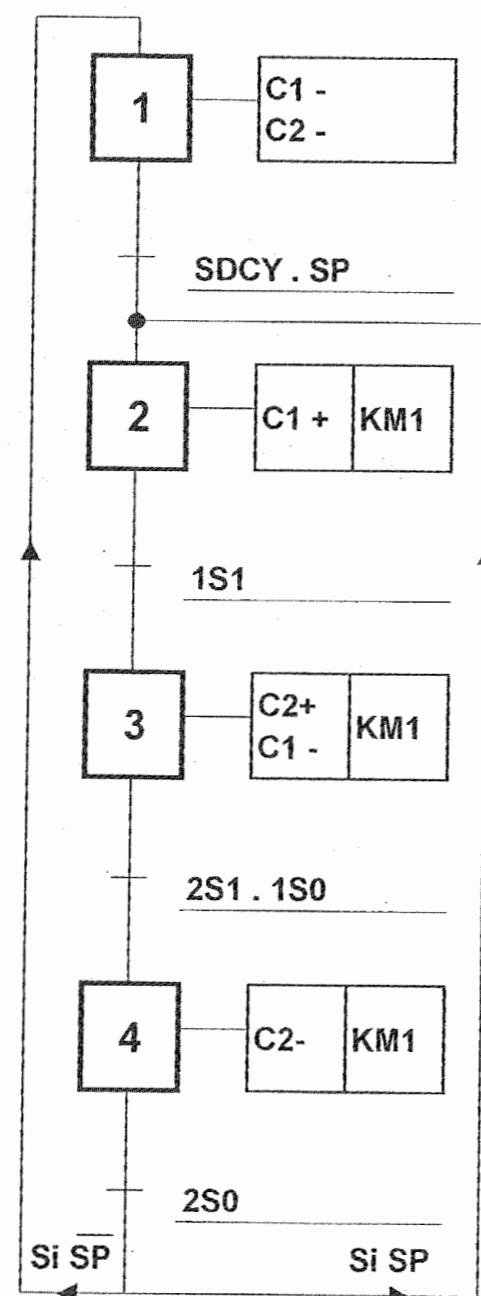 1
C1 -
C2 -
SDCY . SP
2
C1 + KM1
1S1
3
C2+
C1 -
KM1
2S1 . 1S0
4
C2- KM1
2S0
Si S̅P̅ Si SP